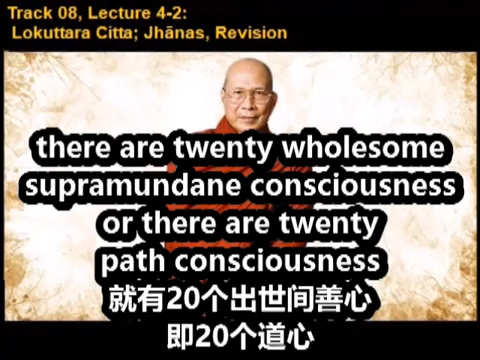 Track 08, Lecture 4-2:
Lokuttara Citta; Jhānas, Revision
there are twenty wholesome
supramundane consciousness
or there are twenty
path consciousness
就有20个出世间善心
即20个道心